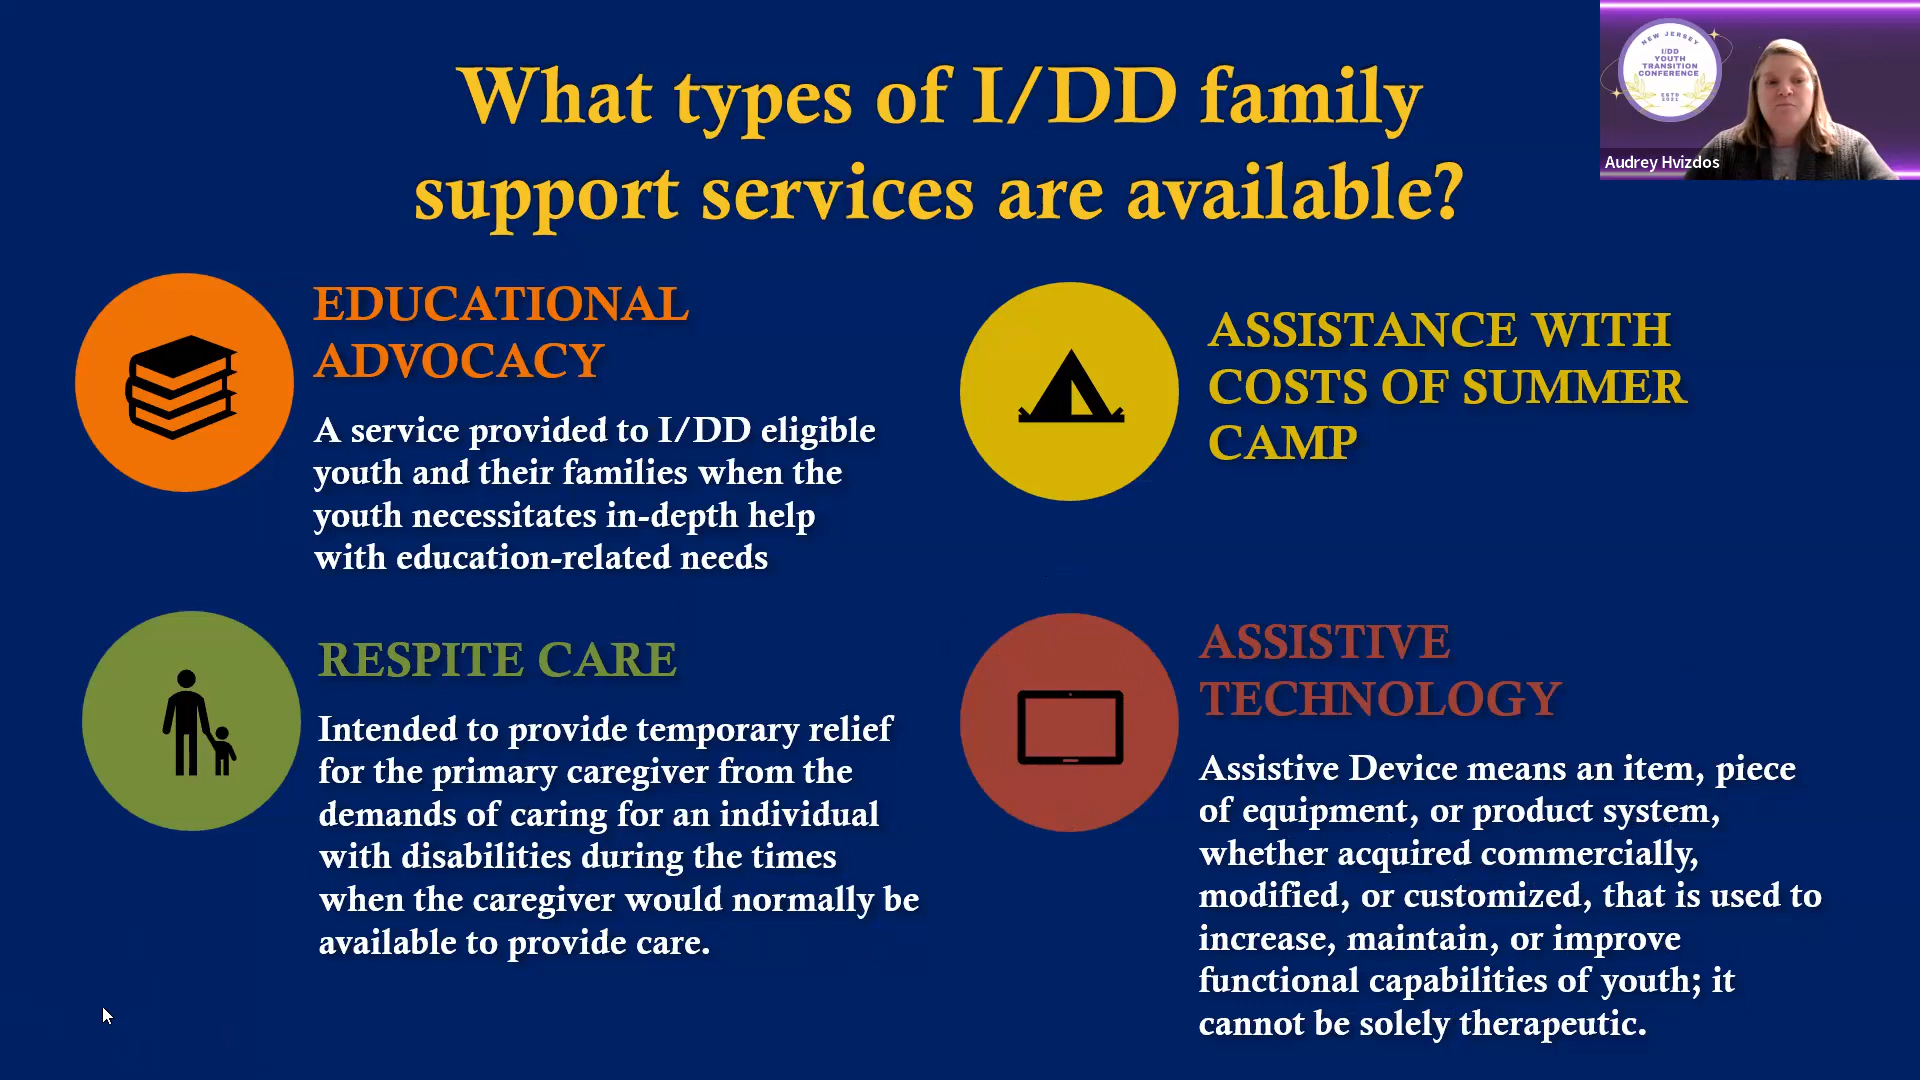 What types of I/DD family
support services are available?
NEW JERSEY
I/DD
YOUTH
TRANSITION
CONFERENCE
ESTD
2021
Audrey Hvizdos
EDUCATIONAL
ADVOCACY
A service provided to I/DD eligible
youth and their families when the
youth necessitates in-depth help
with education-related needs
ASSISTANCE WITH
COSTS OF SUMMER
CAMP
RESPITE CARE
Intended to provide temporary relief
for the primary caregiver from the
demands of caring for an individual
with disabilities during the times
when the caregiver would normally be
available to provide care.
ASSISTIVE
TECHNOLOGY
Assistive Device means an item, piece
of equipment, or product system,
whether acquired commercially,
modified, or customized, that is used to
increase, maintain, or improve
functional capabilities of youth; it
cannot be solely therapeutic.